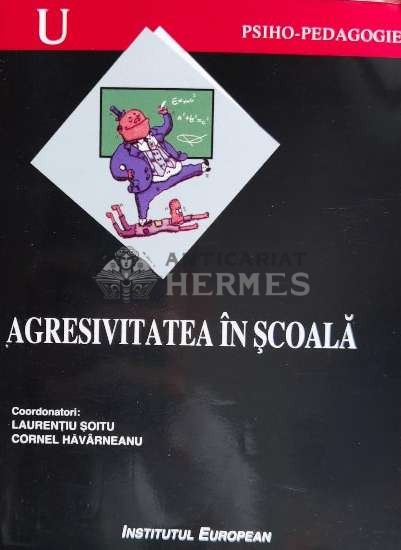 U
PSIHO-PEDAGOGIE
ANTICARIAT
HERMES
AGRESIVITATEA ÎN ŞCOALĂ
Coordonatori:
LAURENŢIU ŞOITU
CORNEL HĂVÂRNEANU
INSTITUTUL EUROPEAN